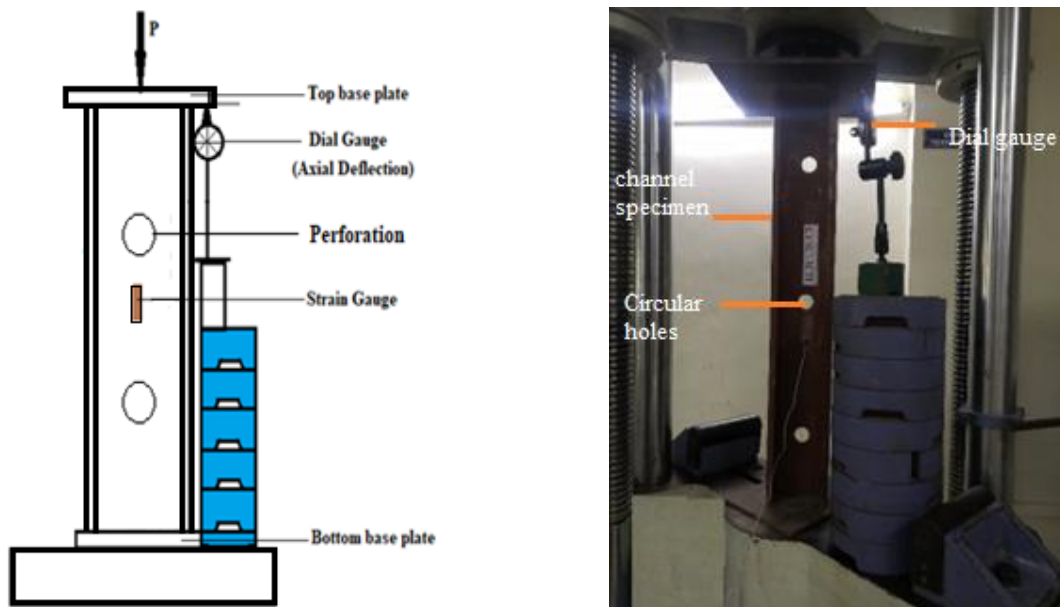 P
Top base plate
Dial Gauge
(Axial Deflection)
Perforation
Strain Gauge
Bottom base plate
Dial gauge
channel
specimen
Circular
holes